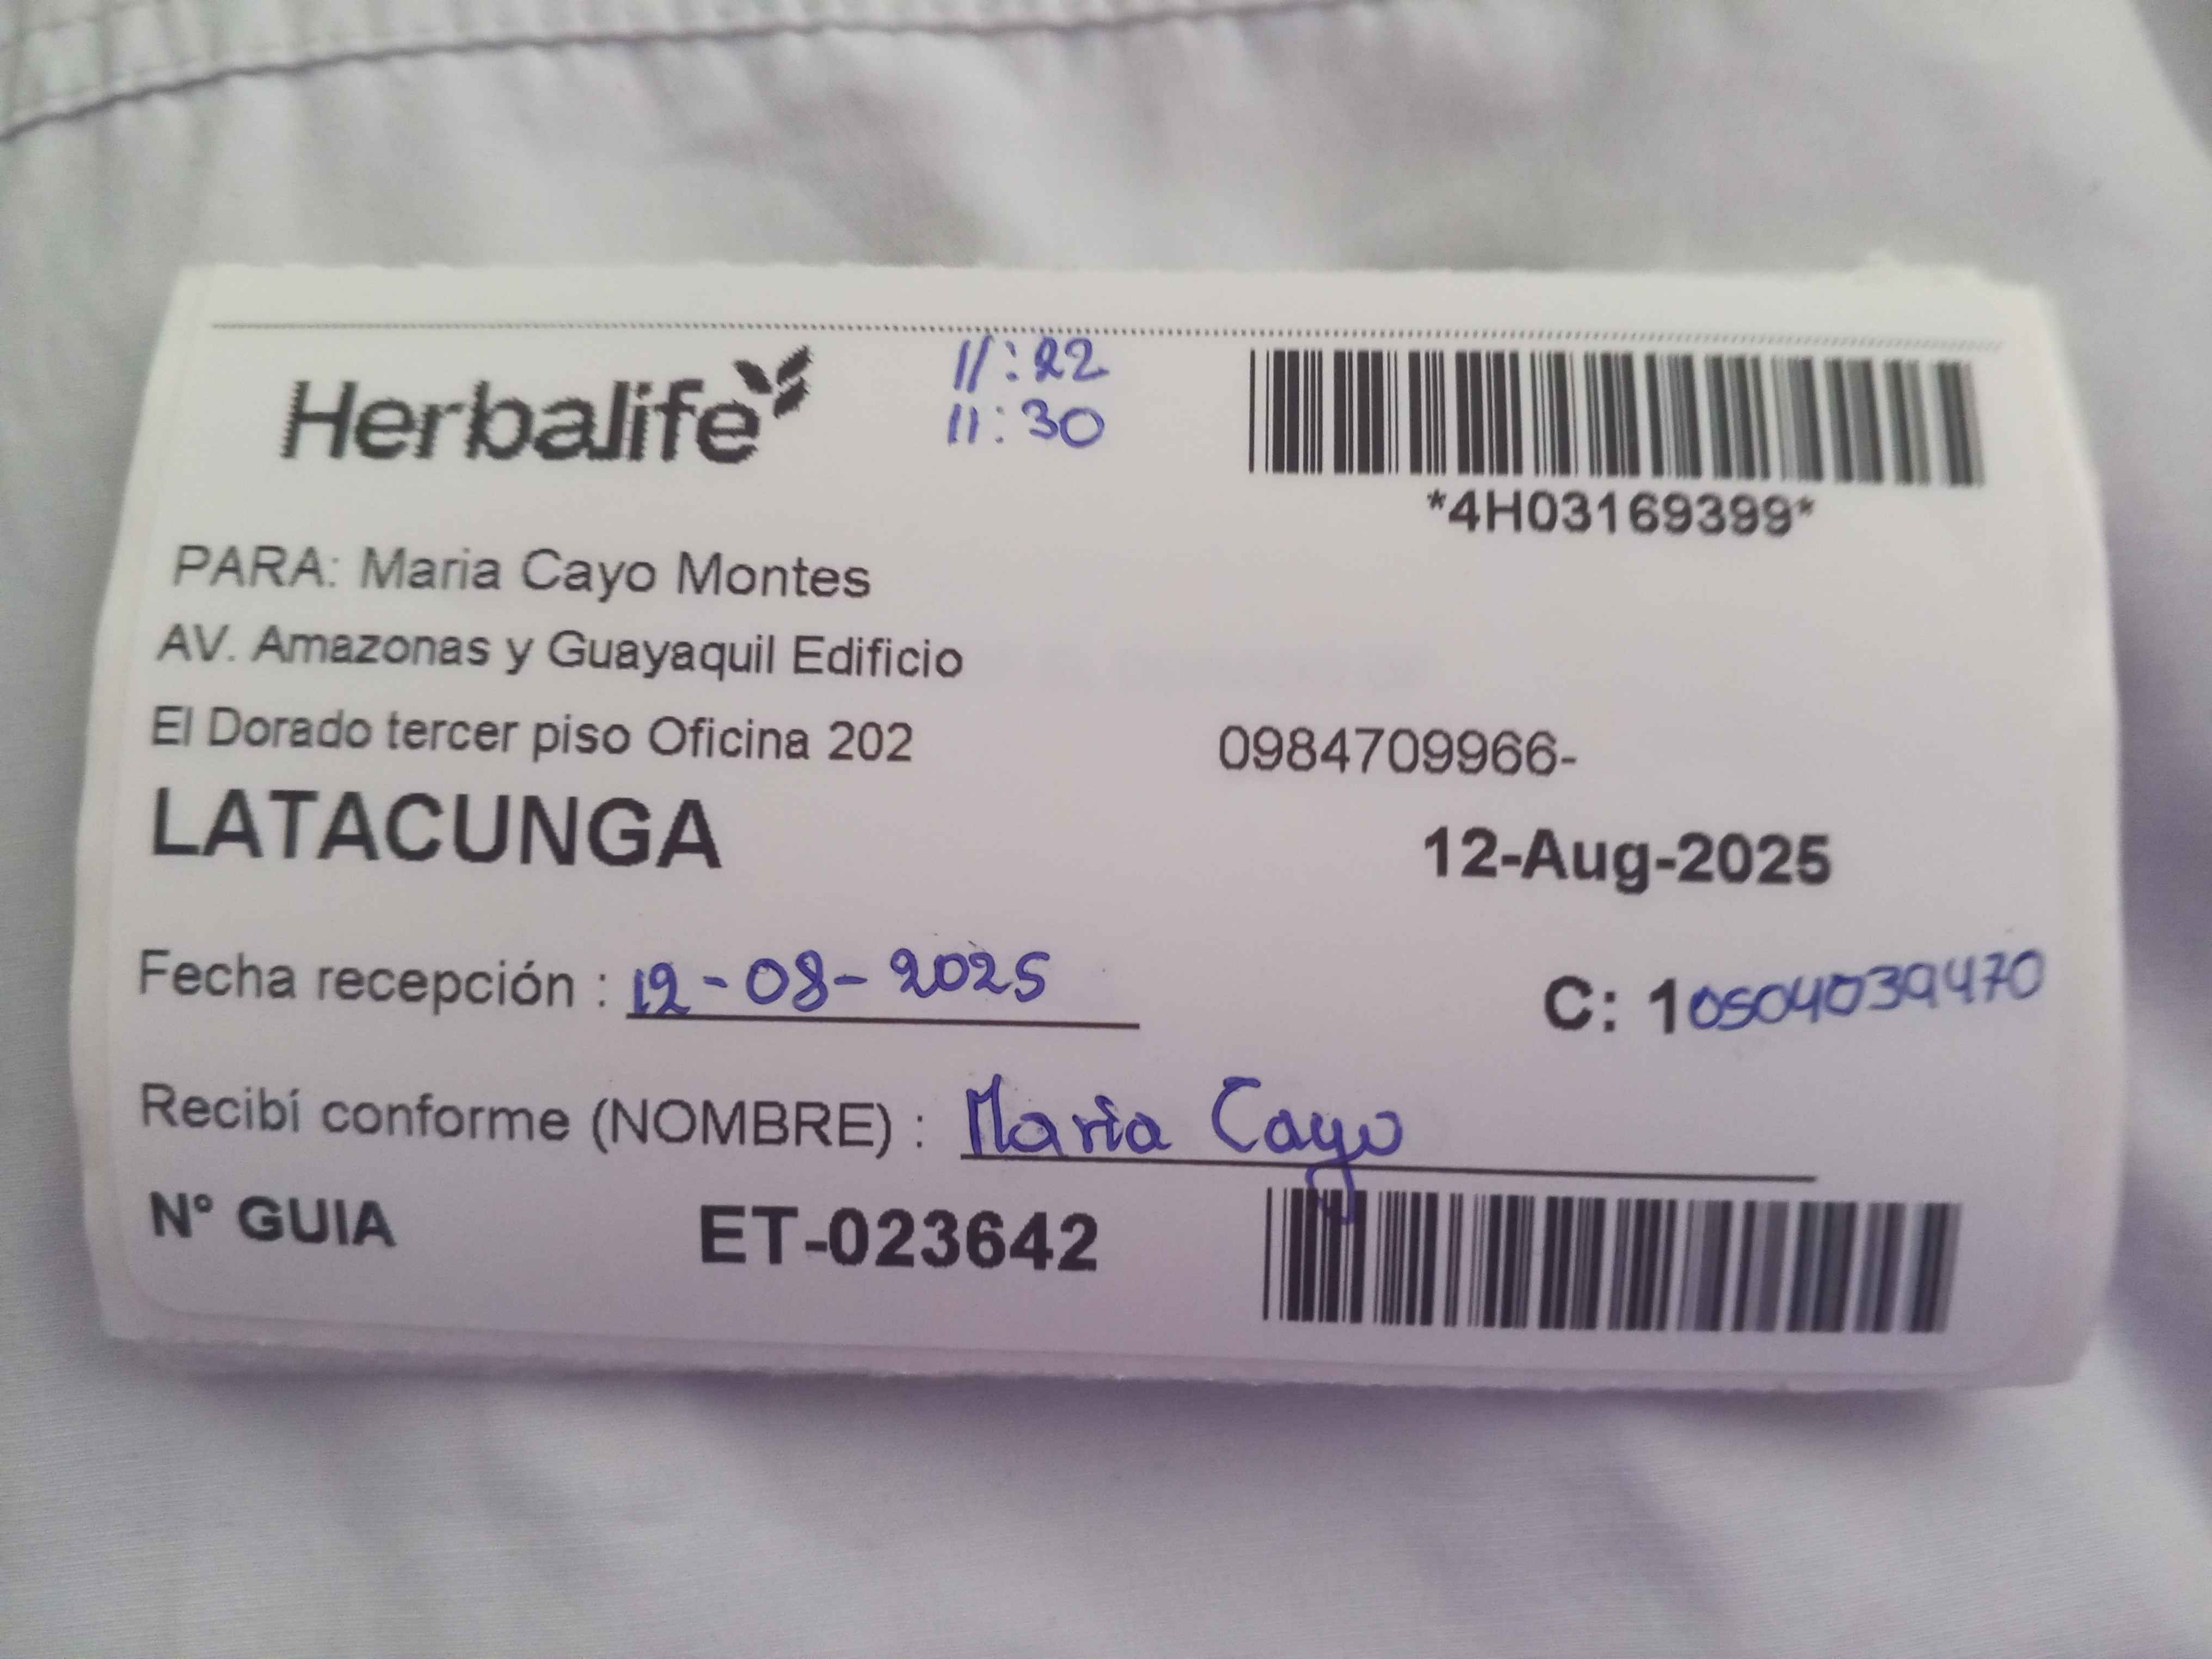 Herbalife
11:22
11:30
*4H03169399*
PARA: Maria Cayo Montes
AV. Amazonas y Guayaquil Edificio
El Dorado tercer piso Oficina 202
0984709966-
LATACUNGA
12-Aug-2025
Fecha recepción : 12-08-2025
C: 1 0504039470
Recibí conforme (NOMBRE) : Maria Cayo
N° GUIA ET-023642